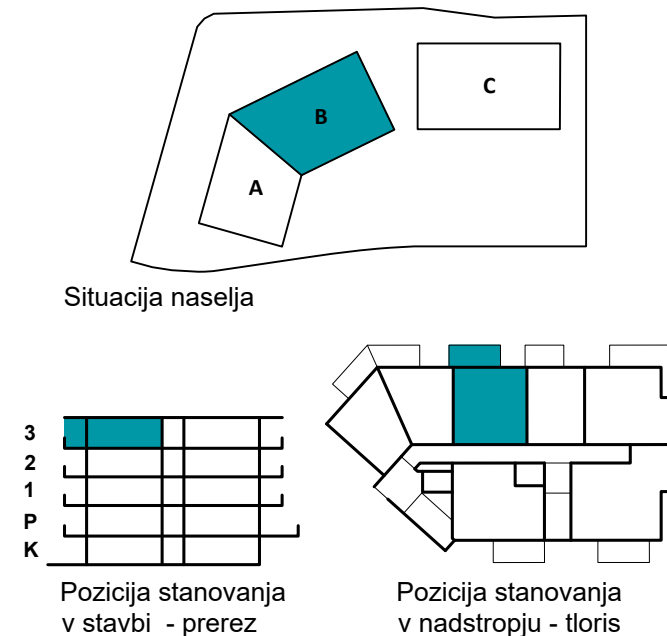 C
B
A
Situacija naselja
3
2
1
P
K
Pozicija stanovanja
v stavbi - prerez
Pozicija stanovanja
v nadstropju - tloris